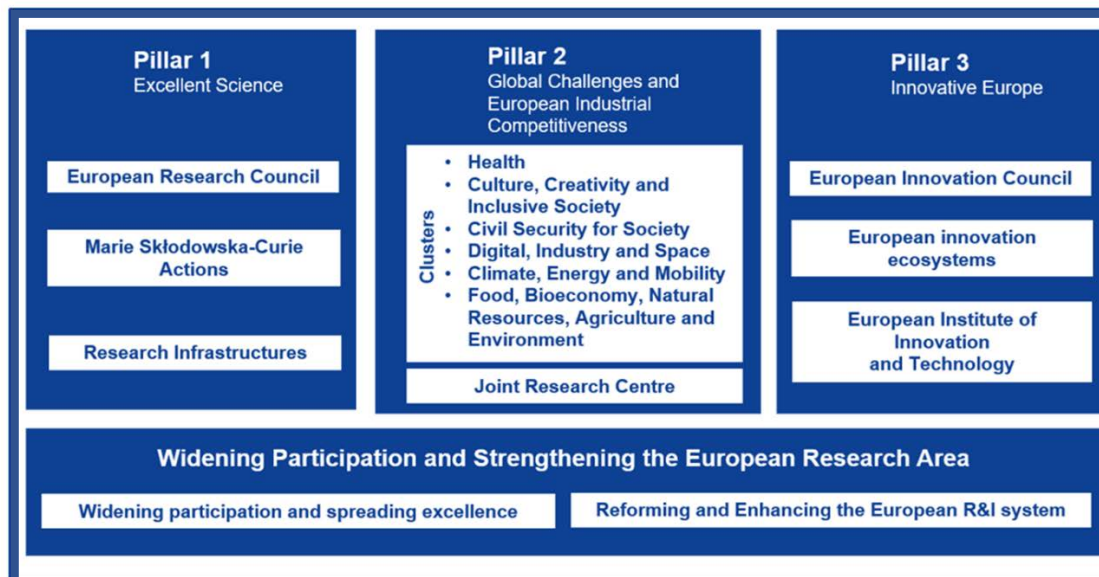 Pillar 1
Excellent Science
European Research Council
Marie Skłodowska-Curie
Actions
Research Infrastructures
Pillar 2
Global Challenges and
European Industrial
Competitiveness
Clusters
• Health
• Culture, Creativity and
Inclusive Society
• Civil Security for Society
• Digital, Industry and Space
• Climate, Energy and Mobility
• Food, Bioeconomy, Natural
Resources, Agriculture and
Environment
Joint Research Centre
Pillar 3
Innovative Europe
European Innovation Council
European innovation
ecosystems
European Institute of
Innovation
and Technology
Widening Participation and Strengthening the European Research Area
Widening participation and spreading excellence
Reforming and Enhancing the European R&I system